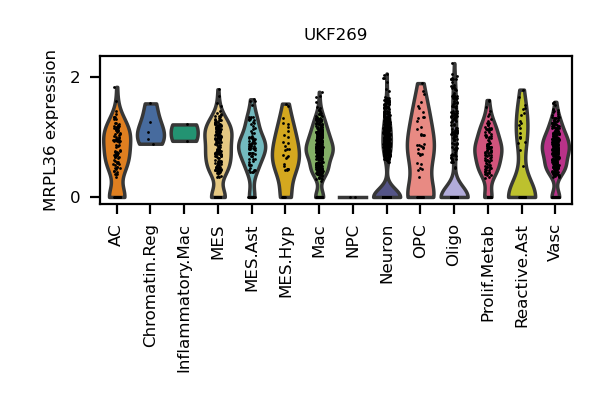 UKF269
MRPL36 expression
2
0
AC
Chromatin.Reg
Inflammatory.Mac
MES
MES.Ast
MES.Hyp
Mac
NPC
Neuron
OPC
Oligo
Prolif.Metab
Reactive.Ast
Vasc